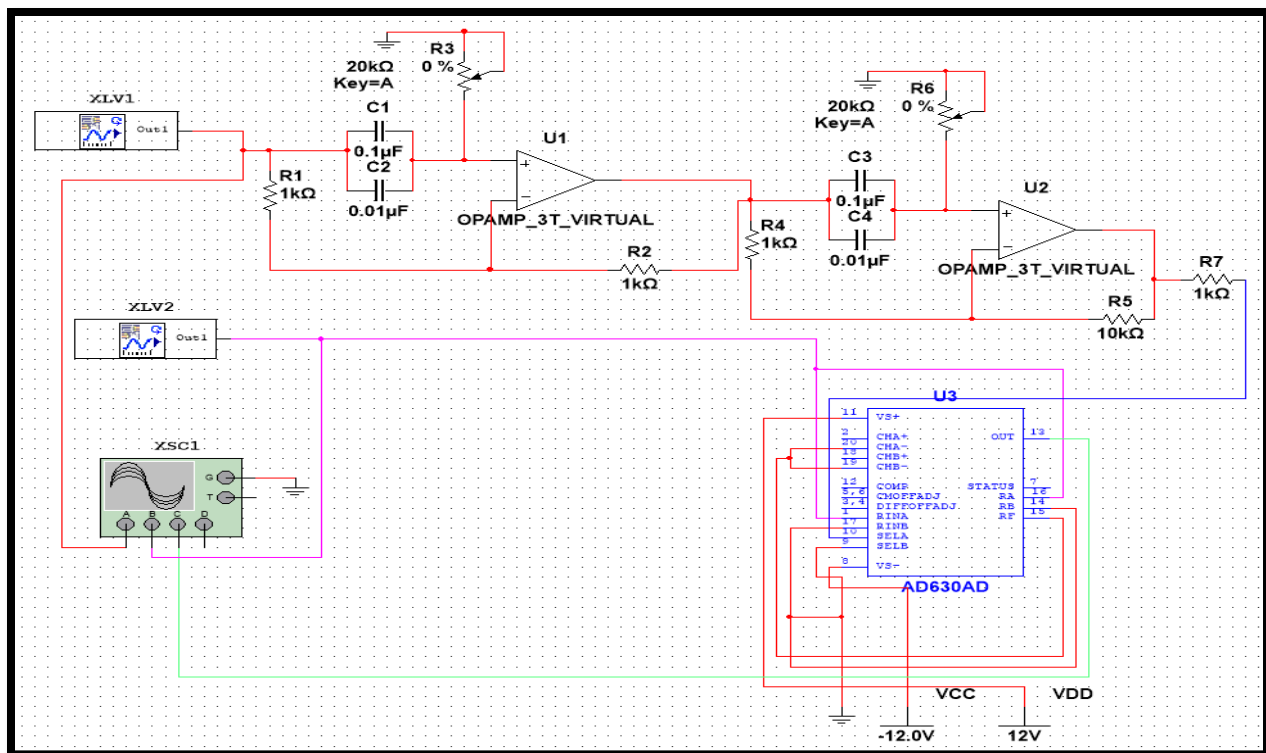 XLV1
Out1
R1
1kΩ
C1
0.1µF
C2
0.01µF
R3
20kΩ
0 %
Key=A
U1
+
−
OPAMP_3T_VIRTUAL
R2
1kΩ
R4
1kΩ
C3
0.1µF
C4
0.01µF
R6
20kΩ
0 %
Key=A
U2
+
−
OPAMP_3T_VIRTUAL
R5
10kΩ
R7
1kΩ
XLV2
Out1
XSC1
G
T
A B C D
U3
11 VS+
2 CHA+
20 CHA-
18 CHB+
19 CHB-
12 COMP
5,6 CMOFFADJ
3,4 DIFFOFFADJ
1 RINA
17 RINB
10 SELA
9 SELB
8 VS-
OUT 13
STATUS 7
RA 16
RB 14
RF 15
AD630AD
VCC
-12.0V
VDD
12V